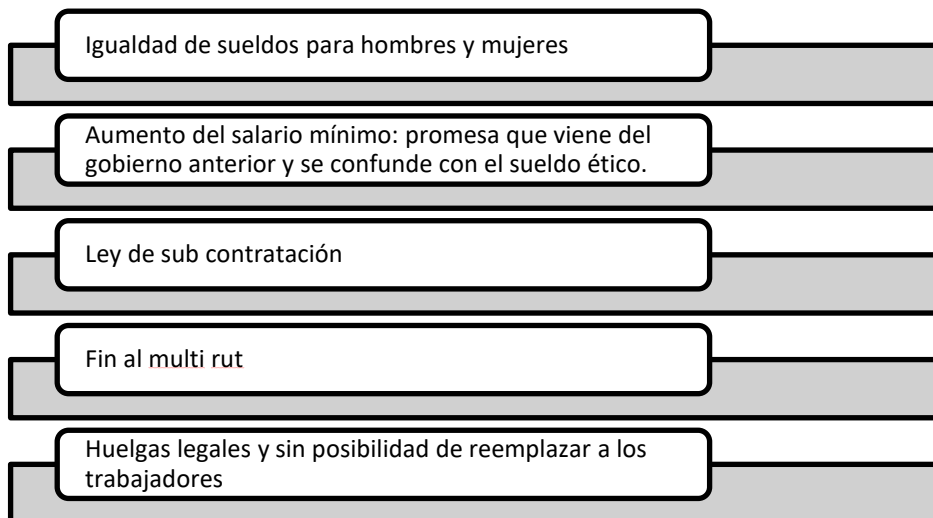 Igualdad de sueldos para hombres y mujeres
Aumento del salario mínimo: promesa que viene del
gobierno anterior y se confunde con el sueldo ético.
Ley de sub contratación
Fin al multi rut
Huelgas legales y sin posibilidad de reemplazar a los
trabajadores